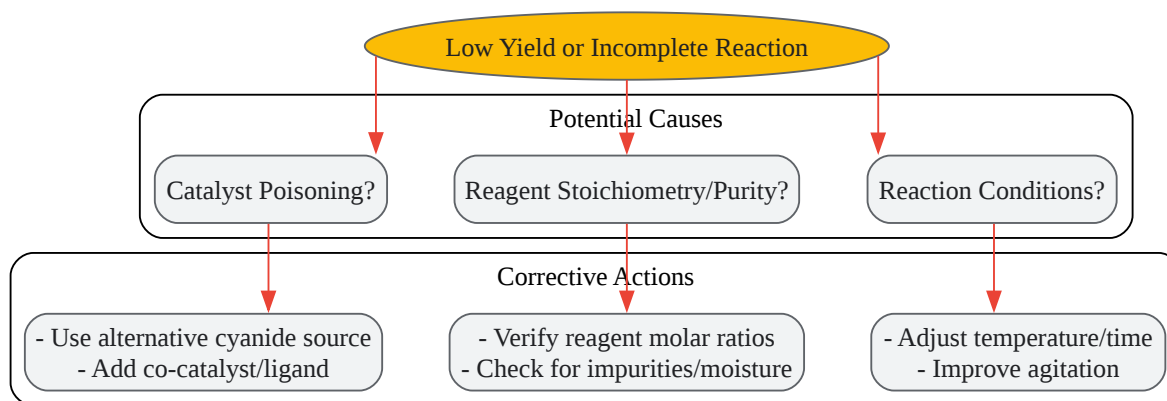 Low Yield or Incomplete Reaction
Potential Causes
Catalyst Poisoning?
Reagent Stoichiometry/Purity?
Reaction Conditions?
Corrective Actions
- Use alternative cyanide source
- Add co-catalyst/ligand
- Verify reagent molar ratios
- Check for impurities/moisture
- Adjust temperature/time
- Improve agitation